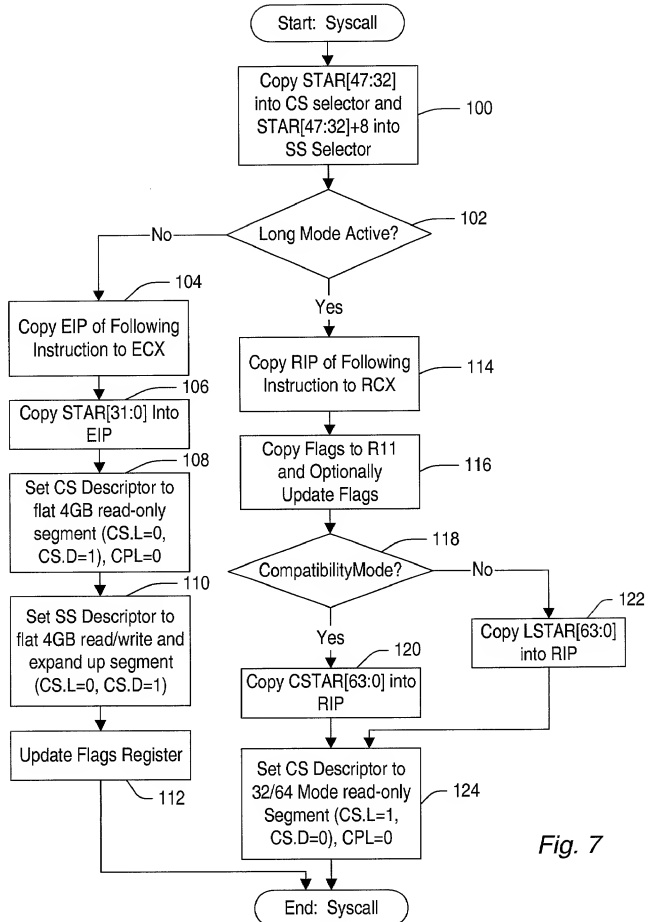 Start: Syscall
Copy STAR[47:32]
into CS selector and
STAR[47:32]+8 into
SS Selector
100
Long Mode Active?
102
No
Yes
104
Copy EIP of Following
Instruction to ECX
106
Copy STAR[31:0] Into
EIP
108
Set CS Descriptor to
flat 4GB read-only
segment (CS.L=0,
CS.D=1), CPL=0
110
Set SS Descriptor to
flat 4GB read/write and
expand up segment
(CS.L=0, CS.D=1)
Update Flags Register
112
Copy RIP of Following
Instruction to RCX
114
Copy Flags to R11
and Optionally
Update Flags
116
118
CompatibilityMode?
No
Yes
122
Copy LSTAR[63:0]
into RIP
120
Copy CSTAR[63:0] into
RIP
Set CS Descriptor to
32/64 Mode read-only
Segment (CS.L=1,
CS.D=0), CPL=0
124
End: Syscall
Fig. 7